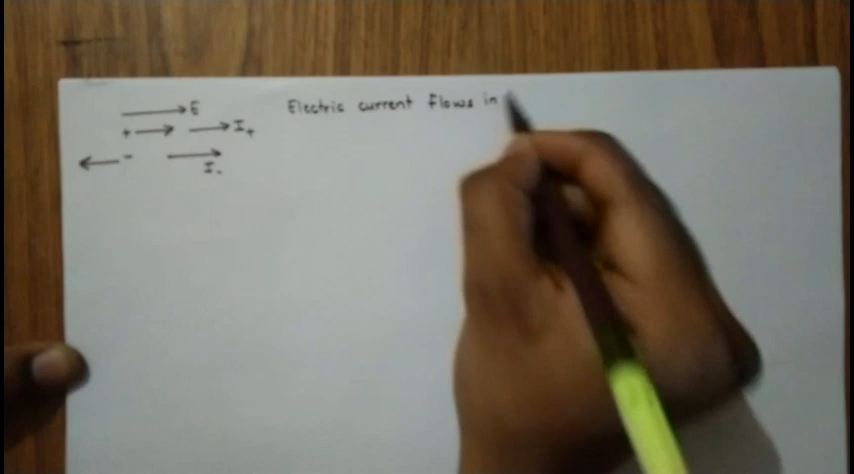 E Electric current flows in
+ I+
- I-